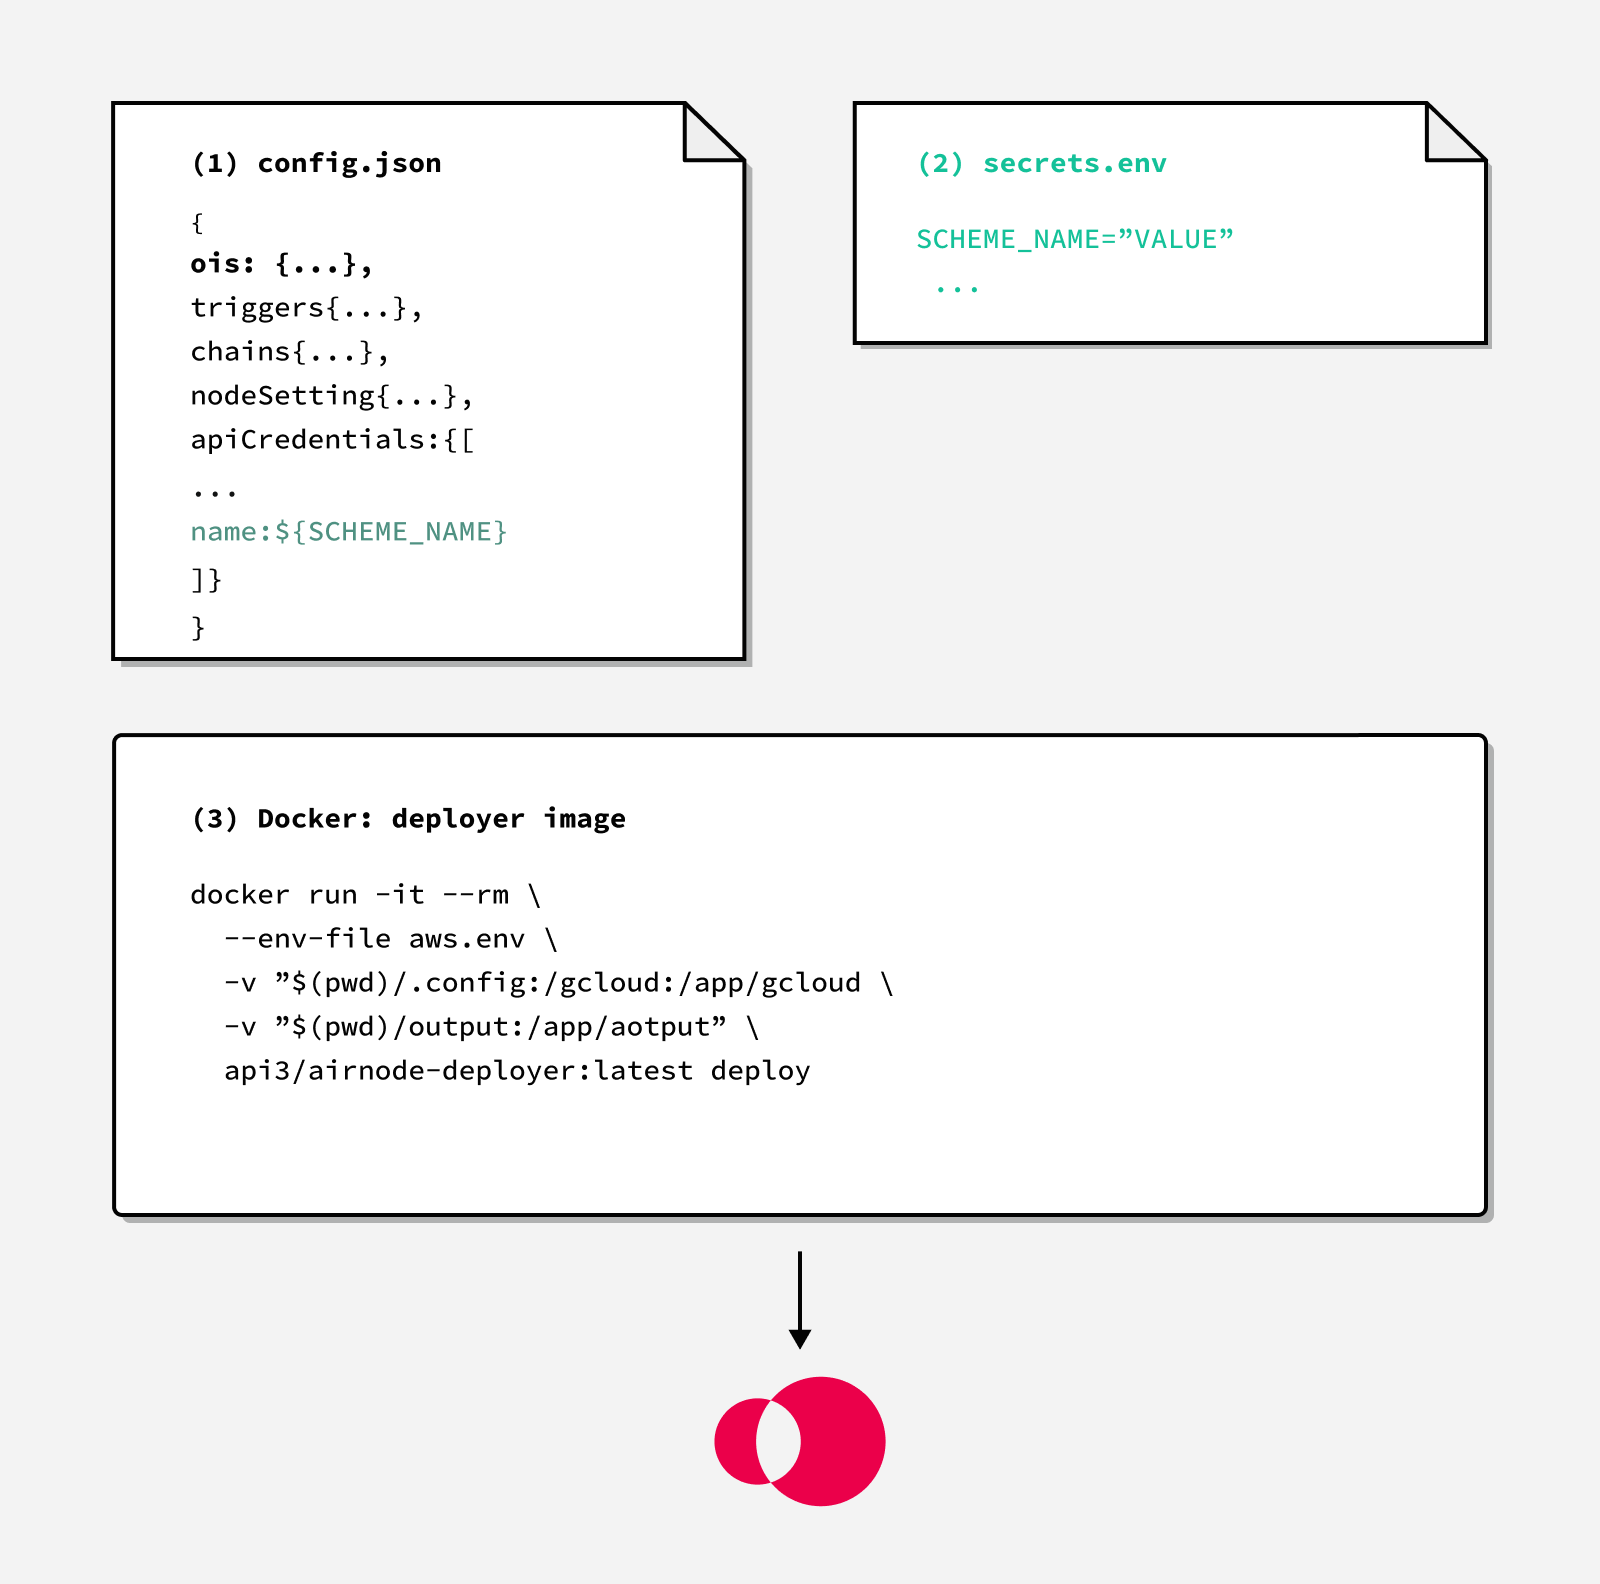 (1) config.json
{
ois: {...},
triggers{...},
chains{...},
nodeSetting{...},
apiCredentials:{[
...
name:${SCHEME_NAME}
]}
}
(2) secrets.env
SCHEME_NAME=”VALUE”
...
(3) Docker: deployer image
docker run -it --rm \
--env-file aws.env \
-v ”$(pwd)/.config:/gcloud:/app/gcloud \
-v ”$(pwd)/output:/app/aotput” \
api3/airnode-deployer:latest deploy